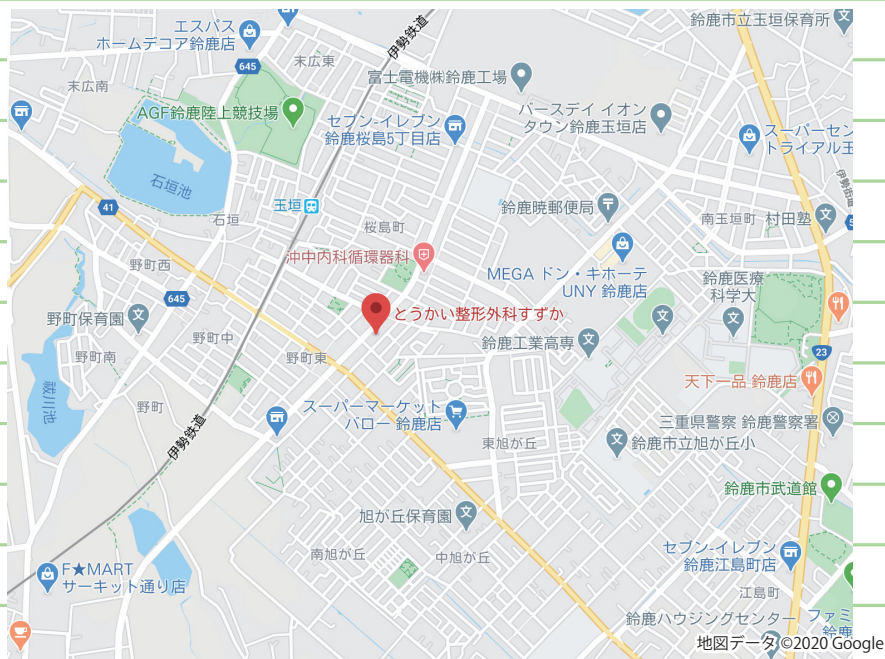 エスパス
ホームデコア鈴鹿店
伊勢鉄道
鈴鹿市立玉垣保育所
645
末広東
末広南
富士電機㈱鈴鹿工場
AGF鈴鹿陸上競技場
セブン-イレブン
鈴鹿桜島5丁目店
バースデイ イオン
タウン鈴鹿玉垣店
スーパーセン
トライアル玉
石垣池
41
玉垣
石垣
桜島町
鈴鹿暁郵便局
南玉垣町
村田塾
伊勢街道
沖中内科循環器科
野町西
MEGA ドン・キホーテ
UNY 鈴鹿店
鈴鹿医療
科学大
645
とうかい整形外科すずか
野町保育園
野町中
野町南
野町東
鈴鹿工業高専
23
天下一品 鈴鹿店
祓川池
野町
スーパーマーケット
バロー 鈴鹿店
三重県警察 鈴鹿警察署
伊勢鉄道
東旭が丘
鈴鹿市立旭が丘小
鈴鹿市武道館
旭が丘保育園
南旭が丘
中旭が丘
セブン-イレブン
鈴鹿江島町店
F★MART
サーキット通り店
江島町
鈴鹿ハウジングセンター
ファミ
鈴鹿
地図データ ©2020 Google